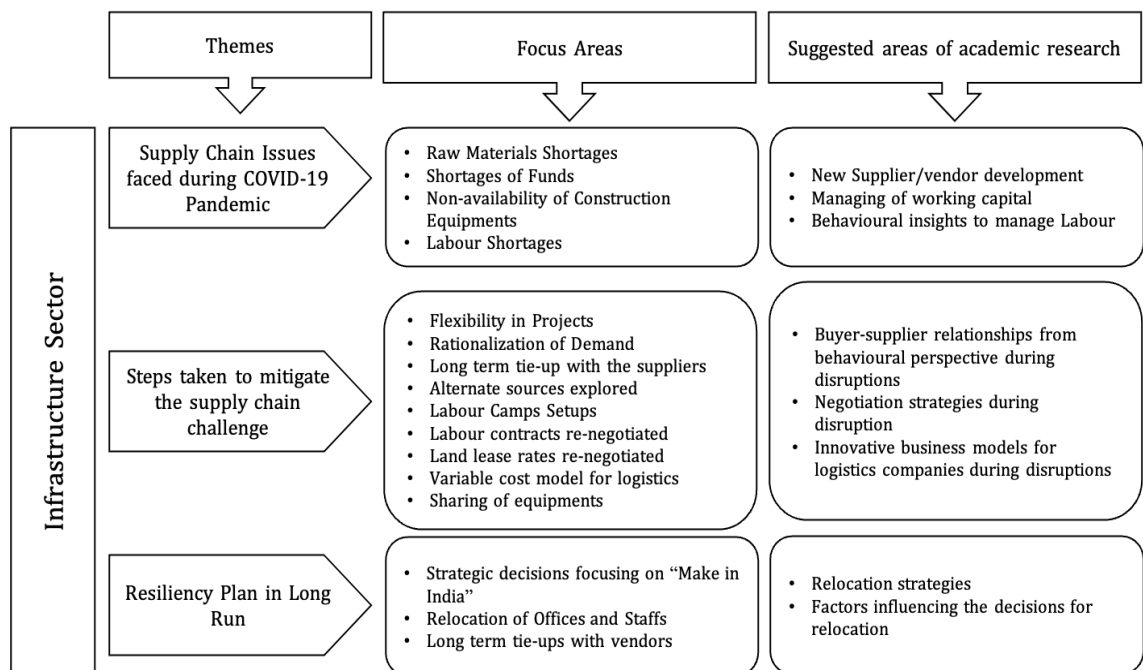 Themes
Focus Areas
Suggested areas of academic research
Infrastructure Sector
Supply Chain Issues
faced during COVID-19
Pandemic
• Raw Materials Shortages
• Shortages of Funds
• Non-availability of Construction
Equipments
• Labour Shortages
• New Supplier/vendor development
• Managing of working capital
• Behavioural insights to manage Labour
Steps taken to mitigate
the supply chain
challenge
• Flexibility in Projects
• Rationalization of Demand
• Long term tie-up with the suppliers
• Alternate sources explored
• Labour Camps Setups
• Labour contracts re-negotiated
• Land lease rates re-negotiated
• Variable cost model for logistics
• Sharing of equipments
• Buyer-supplier relationships from
behavioural perspective during
disruptions
• Negotiation strategies during
disruption
• Innovative business models for
logistics companies during disruptions
Resiliency Plan in Long
Run
• Strategic decisions focusing on “Make in
India”
• Relocation of Offices and Staffs
• Long term tie-ups with vendors
• Relocation strategies
• Factors influencing the decisions for
relocation